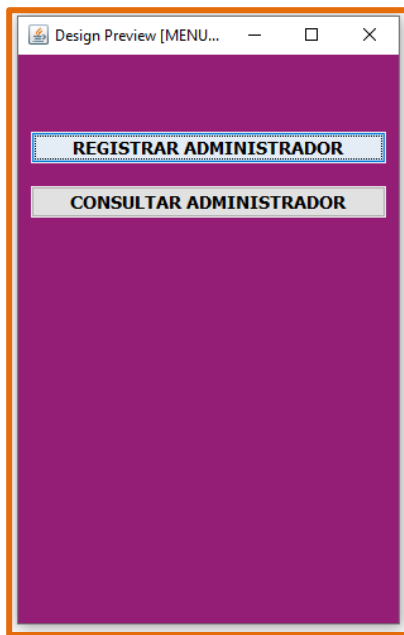 Design Preview [MENU...
REGISTRAR ADMINISTRADOR
CONSULTAR ADMINISTRADOR